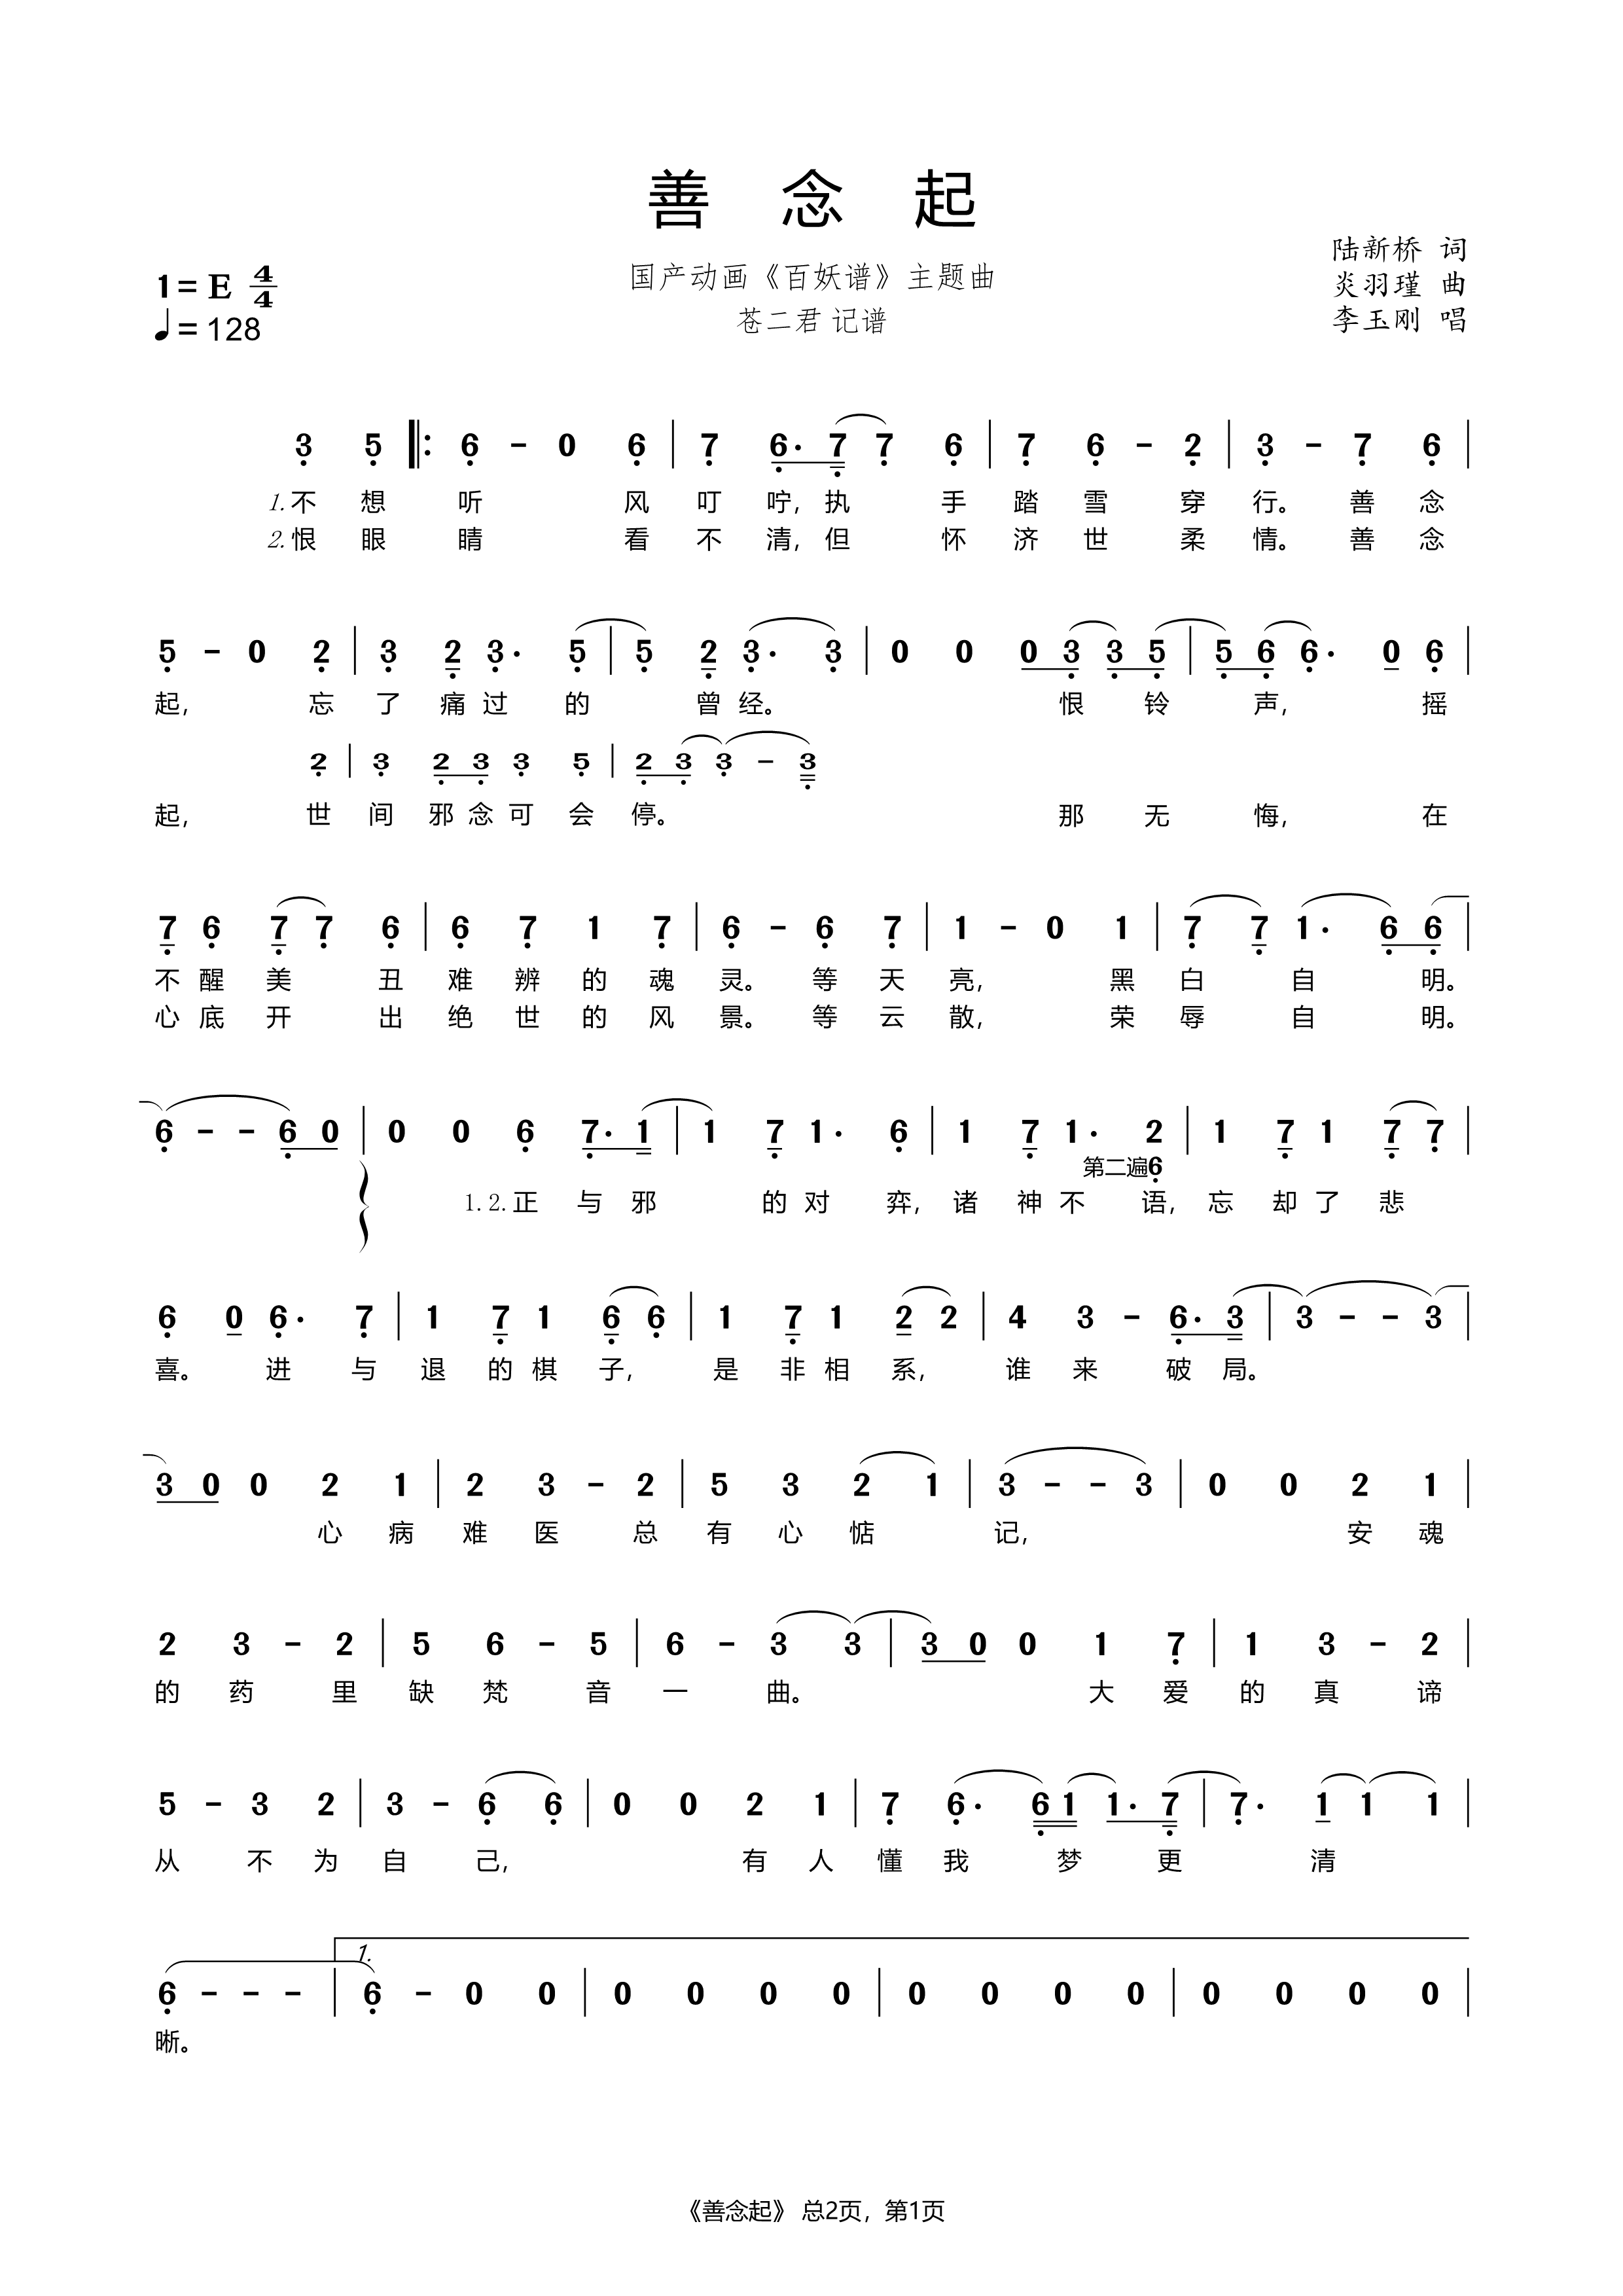 善 念 起
国产动画《百妖谱》主题曲
苍二君 记谱
1= E 4/4
♩= 128
陆新桥 词
炎羽瑾 曲
李玉刚 唱
3 5 6 - 0 6 | 7 6· 7 7 6 | 7 6 - 2 | 3 - 7 6 |
1.不 想 听 风 叮 咛, 执 手 踏 雪 穿 行。 善 念
2.恨 眼 睛 看 不 清, 但 怀 济 世 柔 情。 善 念
5 - 0 2 | 3 2 3· 5 | 5 2 3· 3 | 0 0 0 3 3 5 | 5 6 6· 0 6 |
起, 忘 了 痛 过 的 曾 经。 恨 铃 声, 摇
2 | 3 2 3 3 5 | 2 3 3 - 3
起, 世 间 邪 念 可 会 停。 那 无 悔, 在
7 6 7 7 6 | 6 7 1 7 | 6 - 6 7 | 1 - 0 1 | 7 7 1· 6 6 |
不 醒 美 丑 难 辨 的 魂 灵。 等 天 亮, 黑 白 自 明。
心 底 开 出 绝 世 的 风 景。 等 云 散, 荣 辱 自 明。
6 - - 6 0 | 0 0 6 7· 1 | 1 7 1· 6 | 1 7 1· 2 | 1 7 1 7 7 |
第二遍6
1.2.正 与 邪 的 对 弈, 诸 神 不 语, 忘 却 了 悲
6 0 6· 7 | 1 7 1 6 6 | 1 7 1 2 2 | 4 3 - 6· 3 | 3 - - 3 |
喜。 进 与 退 的 棋 子, 是 非 相 系, 谁 来 破 局。
3 0 0 2 1 | 2 3 - 2 | 5 3 2 1 | 3 - - 3 | 0 0 2 1 |
心 病 难 医 总 有 心 惦 记, 安 魂
2 3 - 2 | 5 6 - 5 | 6 - 3 3 | 3 0 0 1 7 | 1 3 - 2 |
的 药 里 缺 梵 音 一 曲。 大 爱 的 真 谛
5 - 3 2 | 3 - 6 6 | 0 0 2 1 | 7 6· 6 1 1· 7 | 7· 1 1 1 |
从 不 为 自 己, 有 人 懂 我 梦 更 清
1.
6 - - - | 6 - 0 0 | 0 0 0 0 | 0 0 0 0 | 0 0 0 0 |
晰。
《善念起》 总2页, 第1页